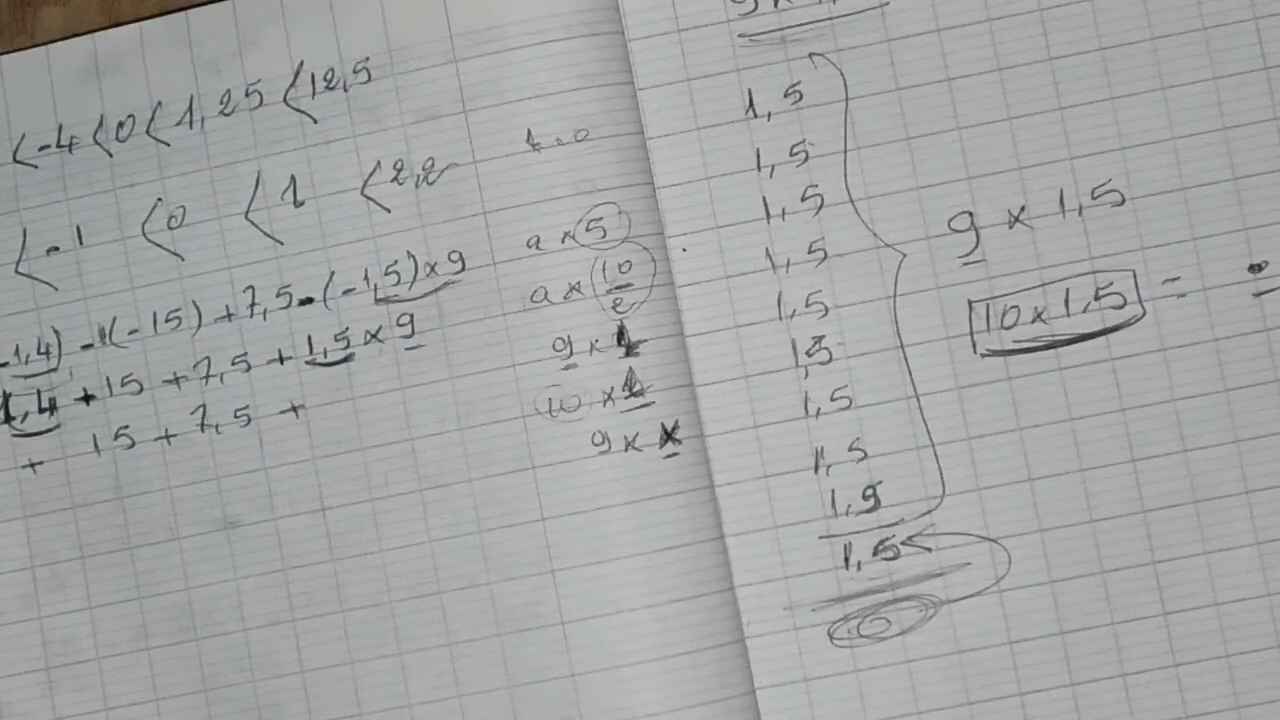 < -4 < 0 < 1,25 < 12,5
< -1 < 0 < 1 < 2,2
-1,4) - (-15) + 7,5 - (-1,5) × 9
1,4 + 15 + 7,5 + 1,5 × 9
+ 15 + 7,5 +
a × 5
a × 10/2
9 ×
10 ×
9 ×
1,5
1,5
1,5
1,5
1,5
1,5
1,5
1,5
1,5
1,5
9 × 1,5
10 × 1,5 =